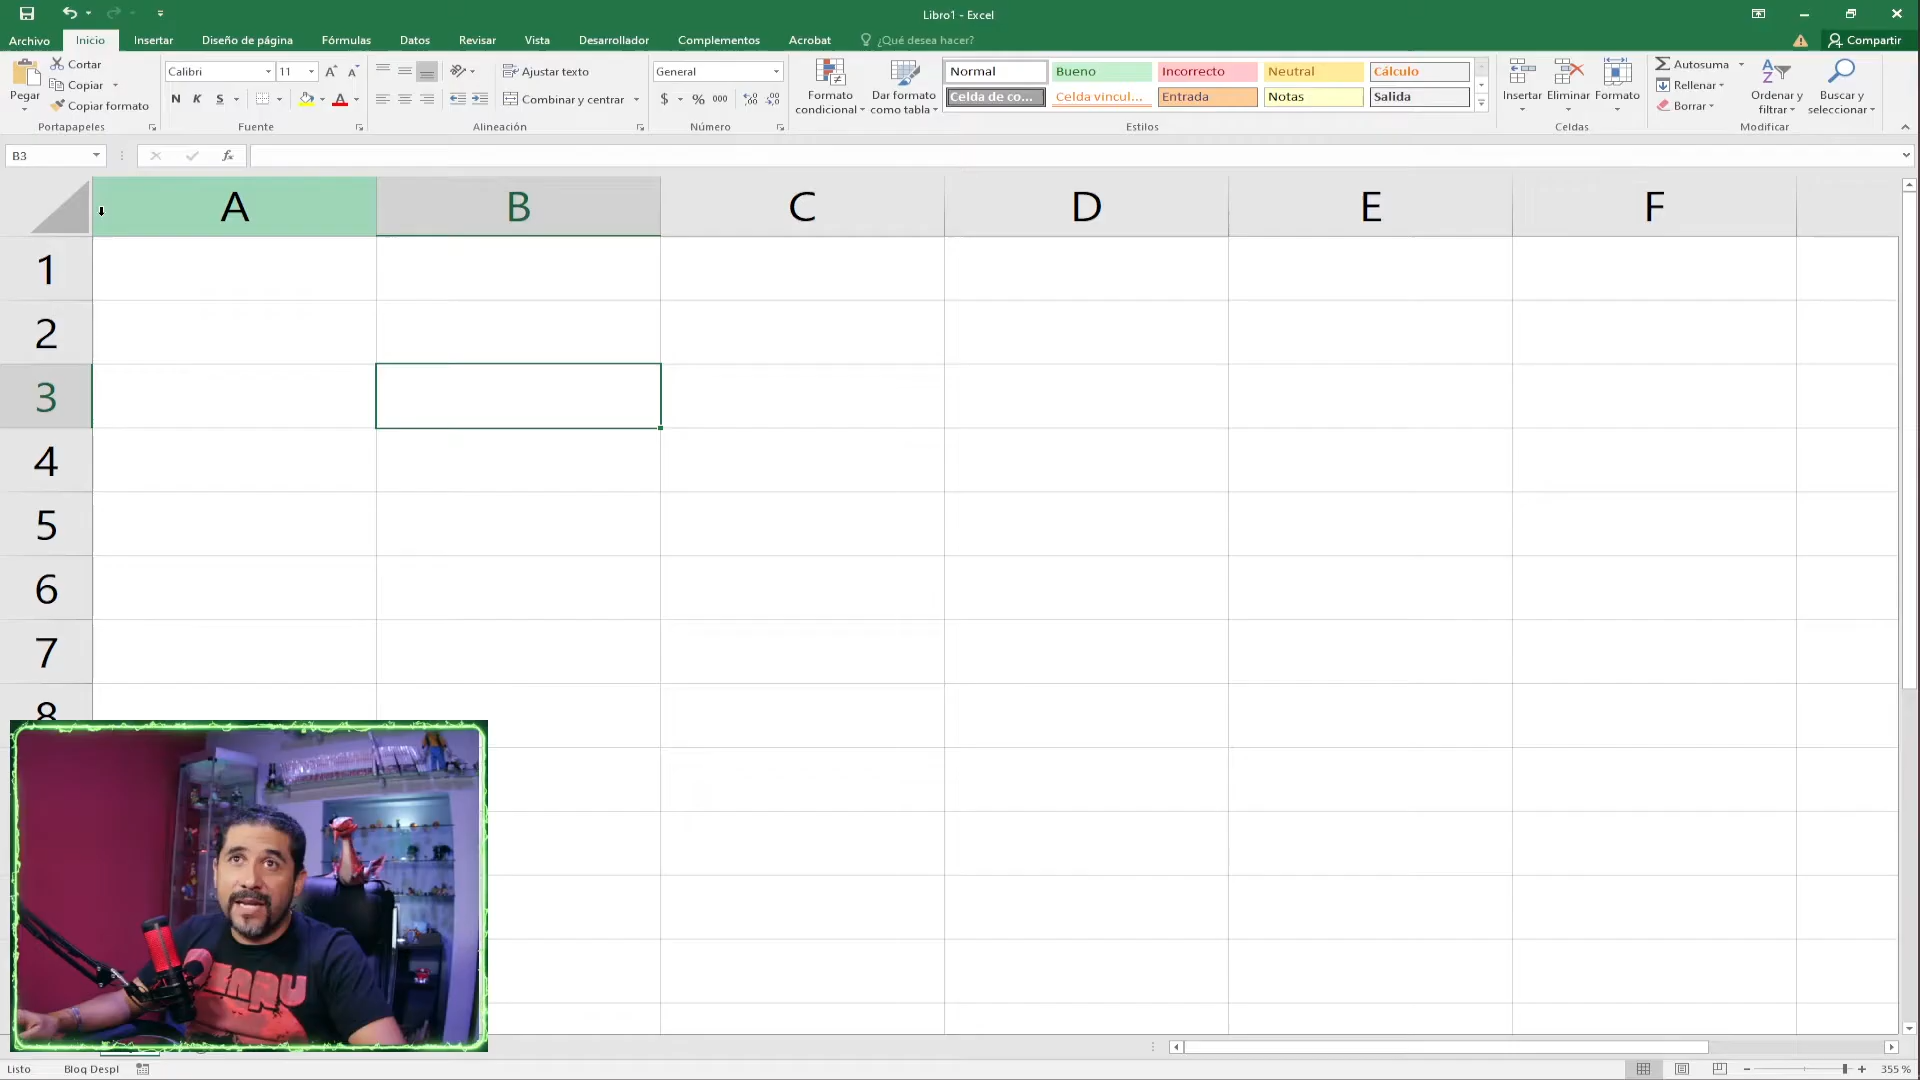 Libro1 - Excel
Archivo Inicio Insertar Diseño de página Fórmulas Datos Revisar Vista Desarrollador Complementos Acrobat ¿Qué desea hacer? Compartir
Pegar
Cortar
Copiar
Copiar formato
Portapapeles
Calibri 11
N K S
Fuente
Ajustar texto
Combinar y centrar
Alineación
General
$ % 000
Número
Formato condicional
Dar formato como tabla
Normal Bueno Incorrecto Neutral Cálculo
Celda de co... Celda vincul... Entrada Notas Salida
Estilos
Insertar Eliminar Formato
Celdas
Autosuma
Rellenar
Borrar
Ordenar y filtrar
Buscar y seleccionar
Modificar
B3 fx
A B C D E F
1
2
3
4
5
6
7
8
Listo Bloq Despl 355 %